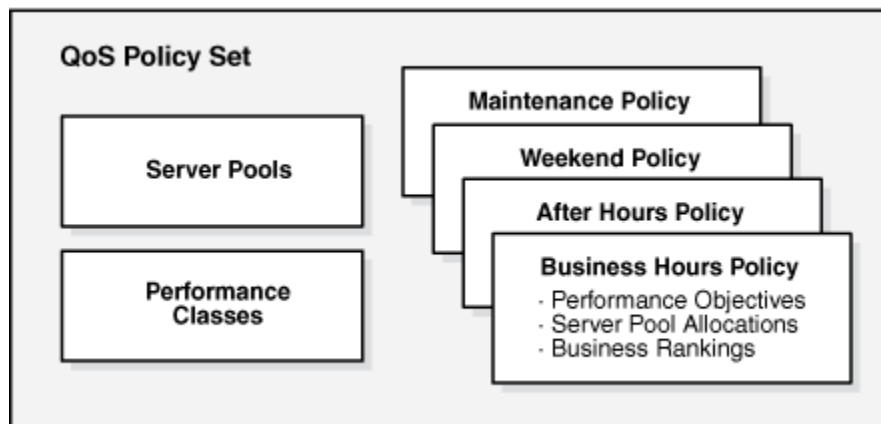 QoS Policy Set
Server Pools
Performance
Classes
Maintenance Policy
Weekend Policy
After Hours Policy
Business Hours Policy
· Performance Objectives
· Server Pool Allocations
· Business Rankings